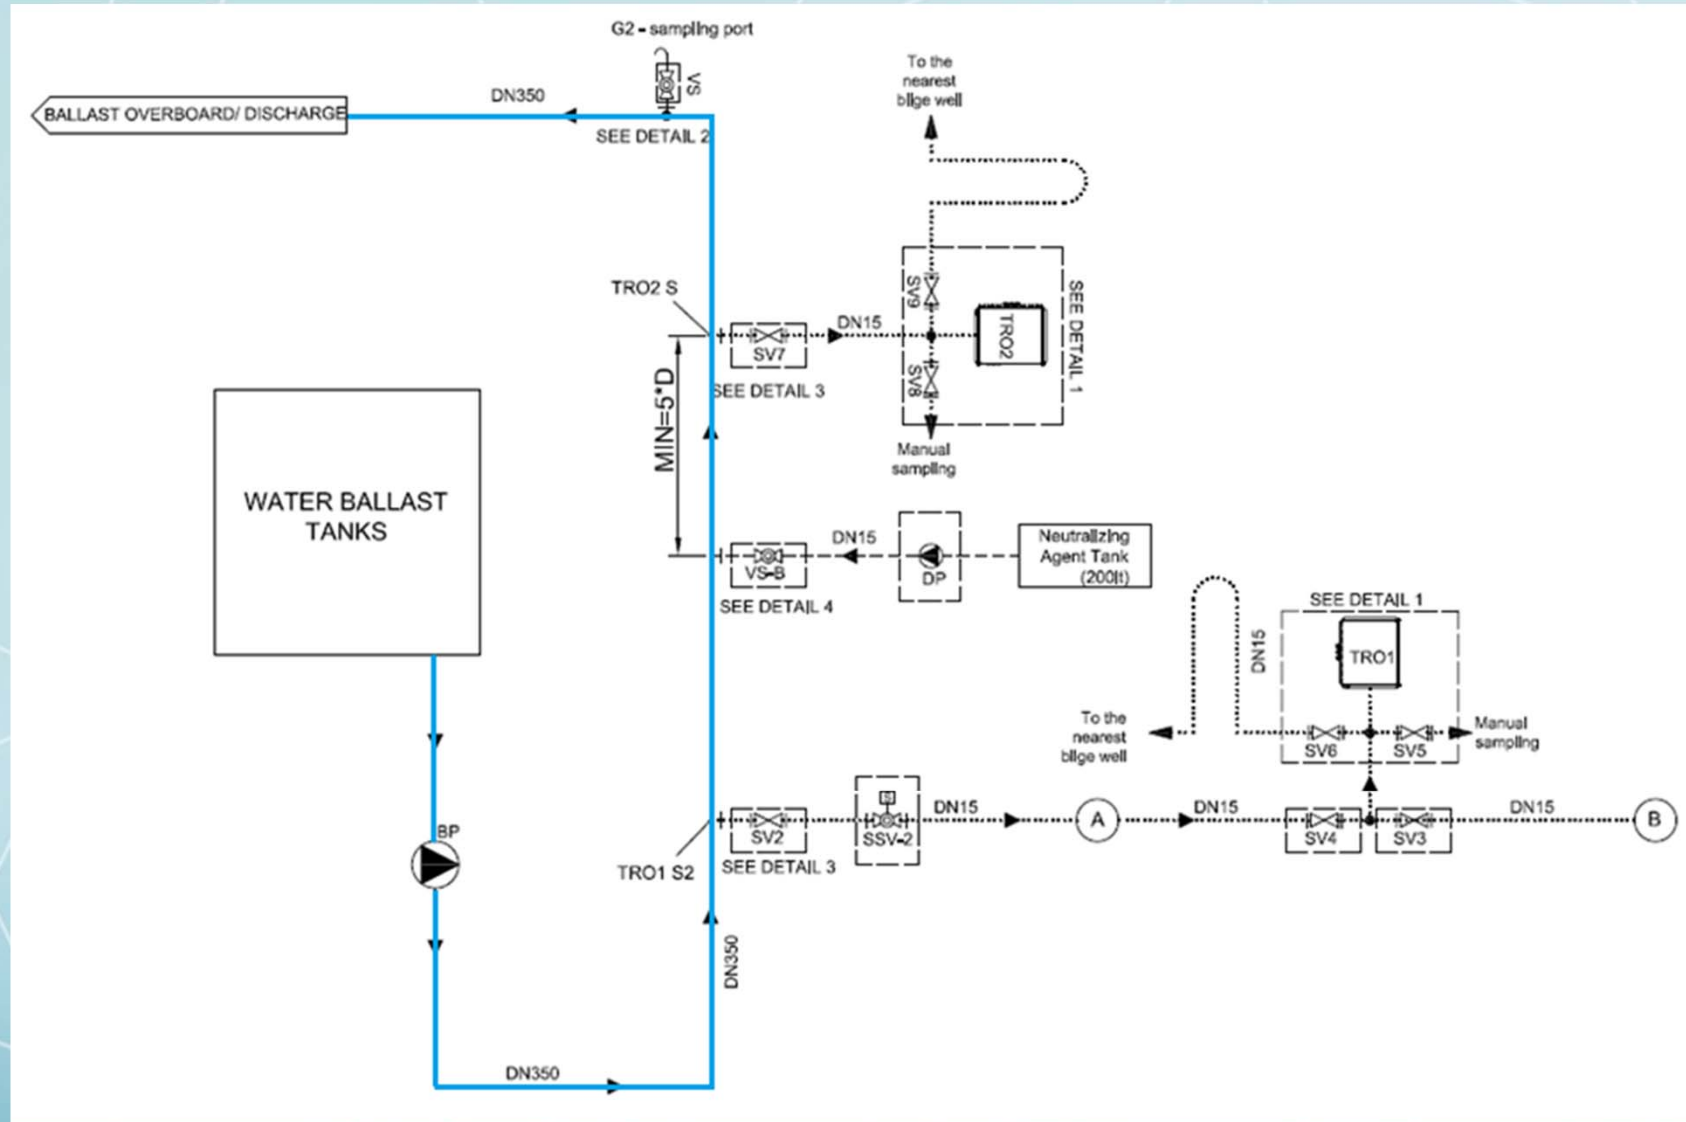 G2 - sampling port
VS
DN350
BALLAST OVERBOARD/ DISCHARGE
SEE DETAIL 2
To the
nearest
bilge well
TRO2 S
SV7
SEE DETAIL 3
DN15
SV9
SV8
TRO2
SEE DETAIL 1
Manual
sampling
MIN=5*D
WATER BALLAST
TANKS
VS-B
SEE DETAIL 4
DN15
DP
Neutralizing
Agent Tank
(200lt)
SEE DETAIL 1
TRO1
DN15
To the
nearest
bilge well
SV6
SV5
Manual
sampling
BP
TRO1 S2
SV2
SEE DETAIL 3
S
SSV-2
DN15
A
DN15
SV4
SV3
DN15
B
DN350
DN350